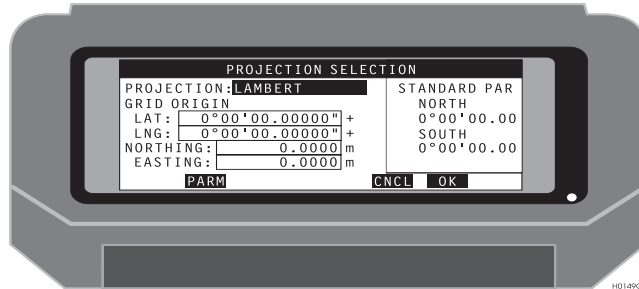 PROJECTION SELECTION
PROJECTION: LAMBERT
GRID ORIGIN
LAT: 0°00'00.00000" +
LNG: 0°00'00.00000" +
NORTHING: 0.0000 m
EASTING: 0.0000 m
STANDARD PAR
NORTH
0°00'00.00
SOUTH
0°00'00.00
PARM CNCL OK